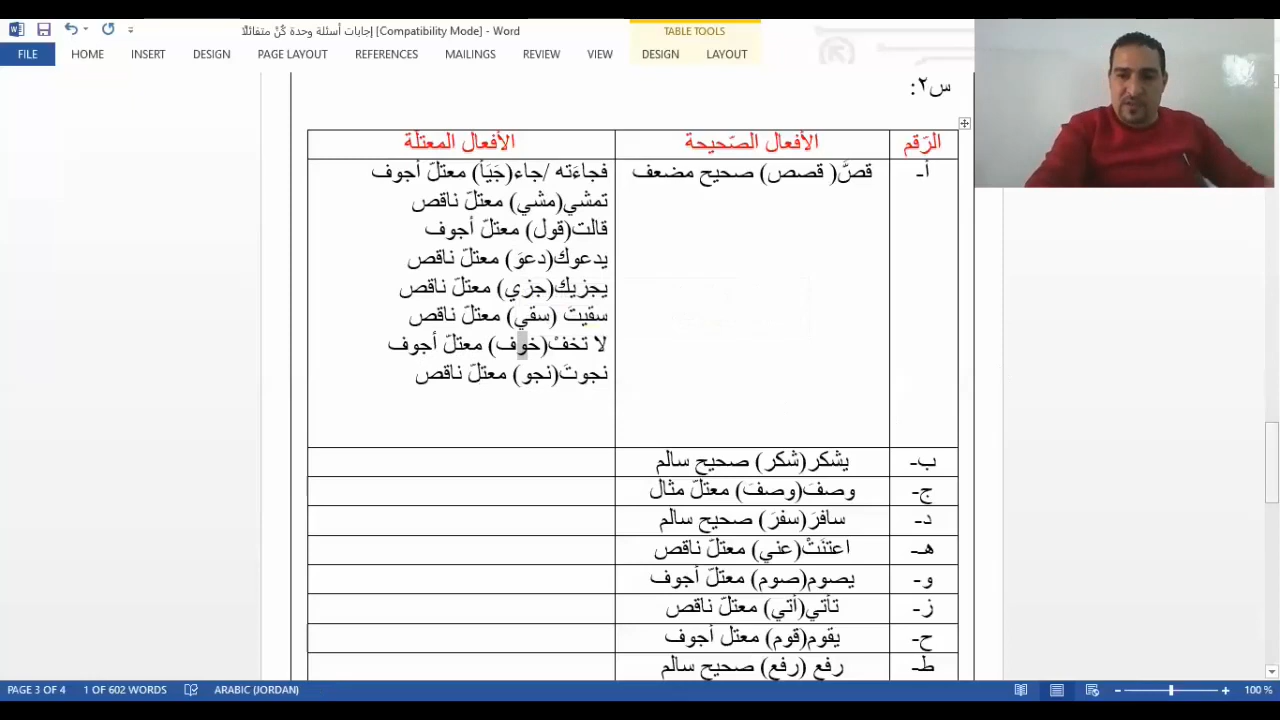 إجابات أسئلة وحدة كُنْ متفائلًا [Compatibility Mode] - Word
TABLE TOOLS
FILE HOME INSERT DESIGN PAGE LAYOUT REFERENCES MAILINGS REVIEW VIEW DESIGN LAYOUT
س٢:
الرّقم الأفعال الصّحيحة الأفعال المعتلّة
أ- قصَّ( قصص) صحيح مضعف فجاءَته /جاء(جَيَأ) معتلّ أجوف
تمشي(مشي) معتلّ ناقص
قالت(قول) معتلّ أجوف
يدعوك(دعوَ) معتلّ ناقص
يجزيك(جزي) معتلّ ناقص
سقيتَ (سقي) معتلّ ناقص
لا تخفْ(خوف) معتلّ أجوف
نجوتَ(نجو) معتلّ ناقص
ب- يشكر(شكر) صحيح سالم
ج- وصفَ(وصفَ) معتلّ مثال
د- سافرَ(سفرَ) صحيح سالم
هـ- اعتنَتْ(عني) معتلّ ناقص
و- يصوم(صوم) معتلّ أجوف
ز- تأتي(أتي) معتلّ ناقص
ح- يقوم(قوم) معتل أجوف
ط- رفع (رفع) صحيح سالم
PAGE 3 OF 4 1 OF 602 WORDS ARABIC (JORDAN) 100 %